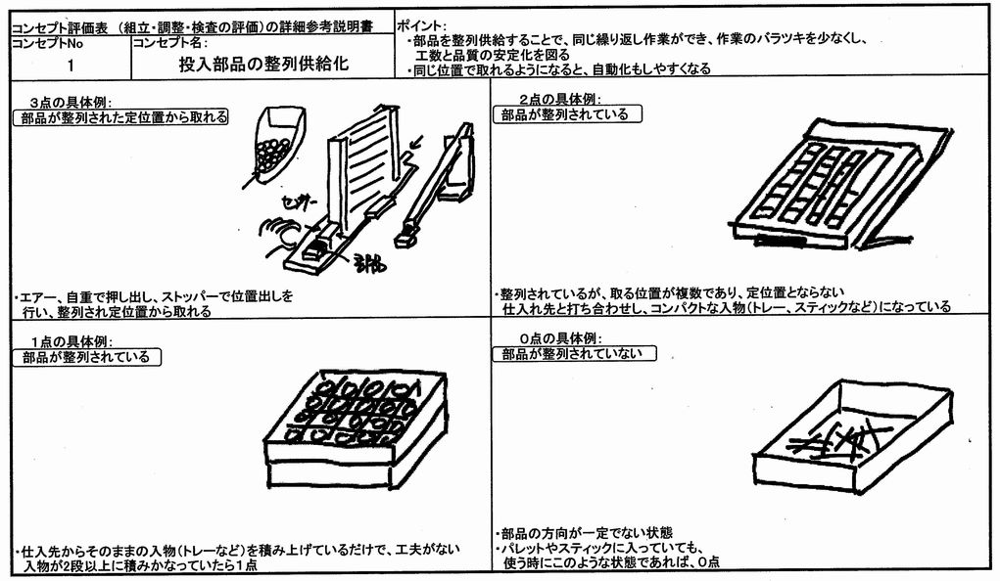 コンセプト評価表　（組立・調整・検査の評価）の詳細参考説明書
コンセプトNo
コンセプト名：
1
投入部品の整列供給化
ポイント：
・部品を整列供給することで、同じ繰り返し作業ができ、作業のバラツキを少なくし、
工数と品質の安定化を図る
・同じ位置で取れるようになると、自動化もしやすくなる
３点の具体例：
部品が整列された定位置から取れる
センサー
部品
・エアー、自重で押し出し、ストッパーで位置出しを
行い、整列され定位置から取れる
２点の具体例：
部品が整列されている
・整列されているが、取る位置が複数であり、定位置とならない
仕入れ先と打ち合わせし、コンパクトな入物（トレー、スティックなど）になっている
１点の具体例：
部品が整列されている
・仕入先からそのままの入物（トレーなど）を積み上げているだけで、工夫がない
入物が2段以上に積みかなっていたら１点
０点の具体例：
部品が整列されていない
・部品の方向が一定でない状態
・パレットやスティックに入っていても、
使う時にこのような状態であれば、０点